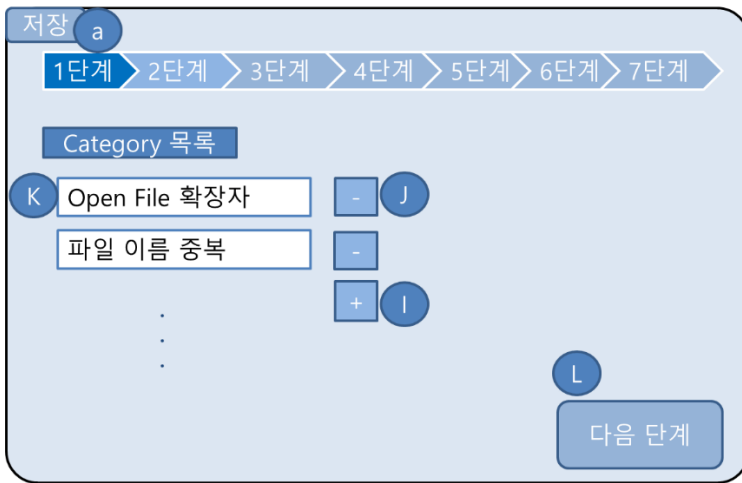 저장 a
1단계 2단계 3단계 4단계 5단계 6단계 7단계
Category 목록
K Open File 확장자 - J
파일 이름 중복 -
+ I
.
.
.
L
다음 단계